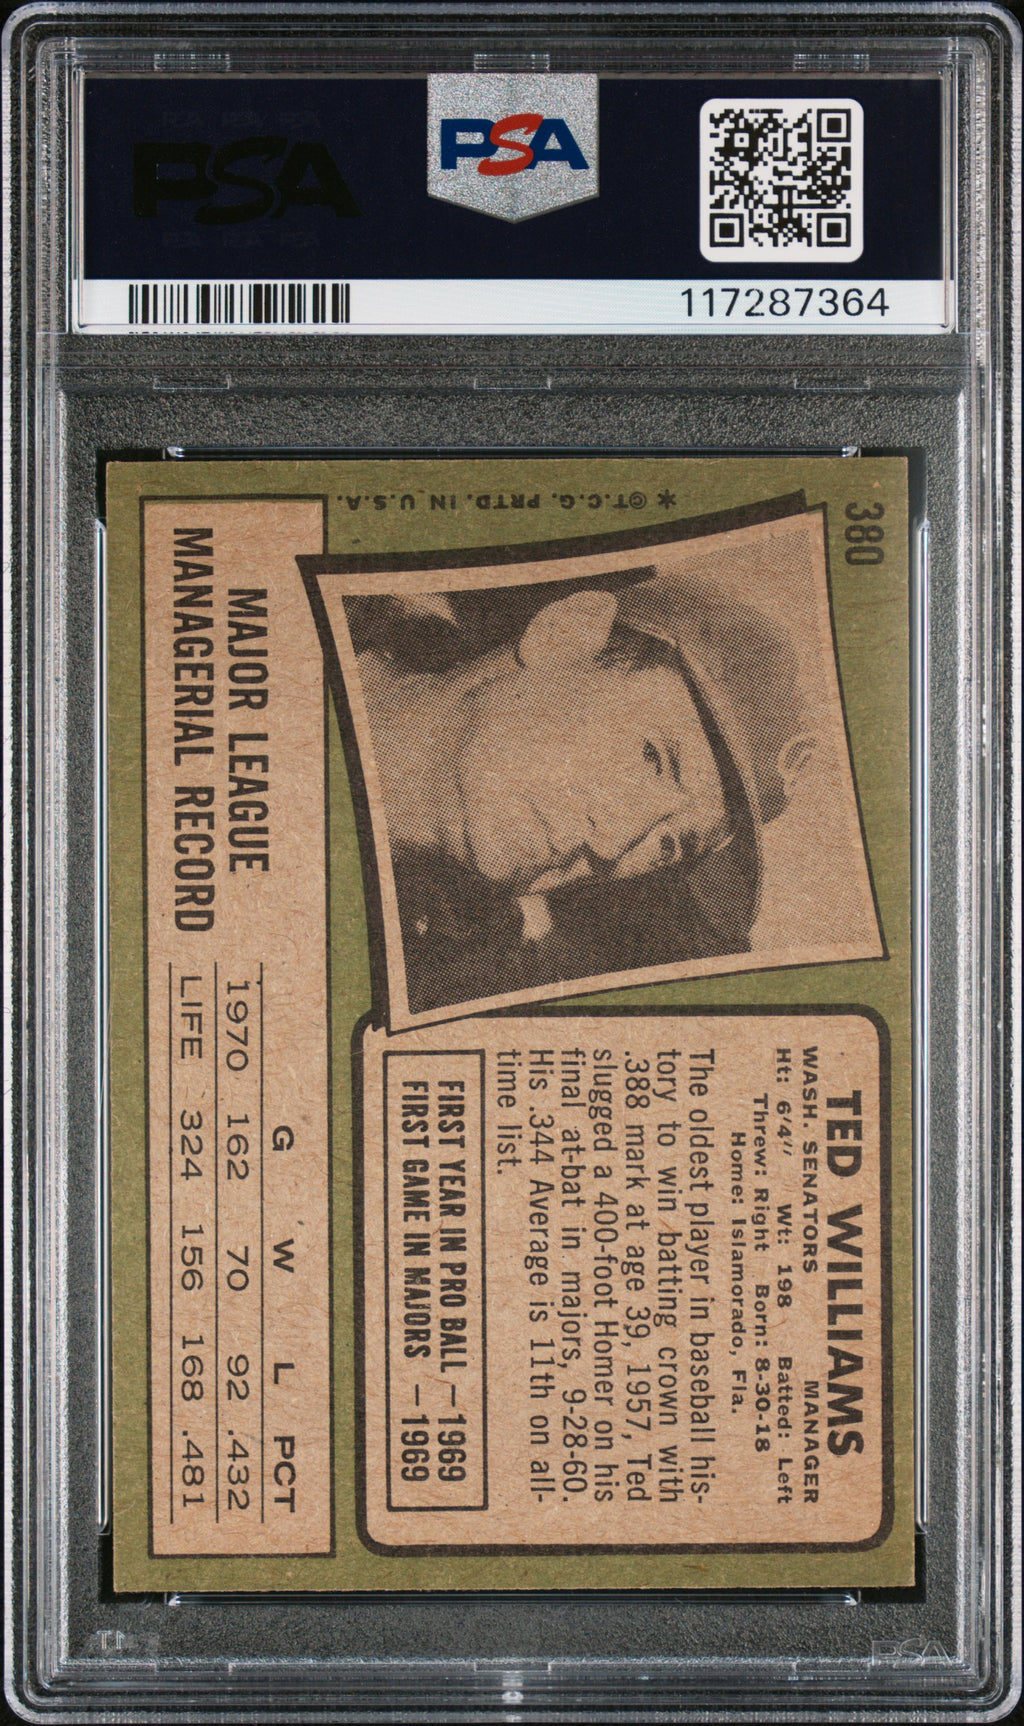 PSA
PSA
117287364
380
* ©T.C.G. PRTD. IN U.S.A.
TED WILLIAMS
WASH. SENATORS MANAGER
Ht: 6'4" Wt: 198 Batted: Left
Threw: Right Born: 8-30-18
Home: Islamorado, Fla.
The oldest player in baseball his-
tory to win batting crown with
.388 mark at age 39, 1957, Ted
slugged a 400-foot Homer on his
final at-bat in majors, 9-28-60.
His .344 Average is 11th on all-
time list.
FIRST YEAR IN PRO BALL —1969
FIRST GAME IN MAJORS —1969
MAJOR LEAGUE
MANAGERIAL RECORD
G W L PCT
1970 162 70 92 .432
LIFE 324 156 168 .481
PSA